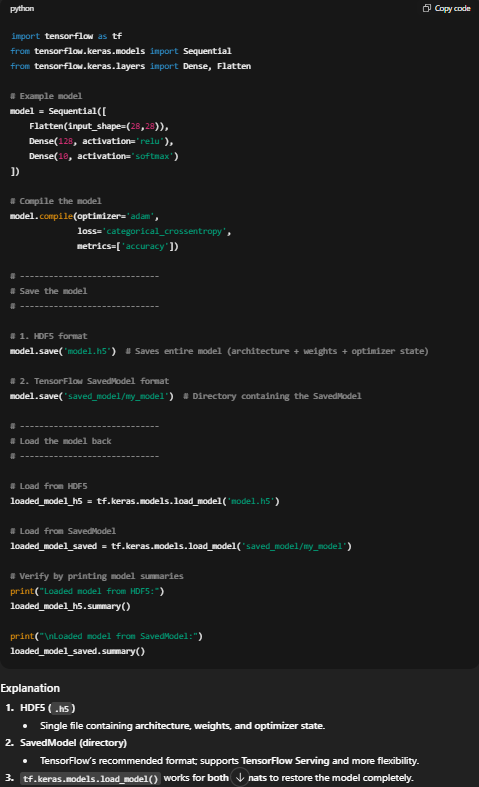 python
Copy code
import tensorflow as tf
from tensorflow.keras.models import Sequential
from tensorflow.keras.layers import Dense, Flatten
# Example model
model = Sequential([
    Flatten(input_shape=(28,28)),
    Dense(128, activation='relu'),
    Dense(10, activation='softmax')
])
# Compile the model
model.compile(optimizer='adam',
              loss='categorical_crossentropy',
              metrics=['accuracy'])
# -----------------------------
# Save the model
# -----------------------------
# 1. HDF5 format
model.save('model.h5')  # Saves entire model (architecture + weights + optimizer state)
# 2. TensorFlow SavedModel format
model.save('saved_model/my_model')  # Directory containing the SavedModel
# -----------------------------
# Load the model back
# -----------------------------
# Load from HDF5
loaded_model_h5 = tf.keras.models.load_model('model.h5')
# Load from SavedModel
loaded_model_saved = tf.keras.models.load_model('saved_model/my_model')
# Verify by printing model summaries
print("Loaded model from HDF5:")
loaded_model_h5.summary()
print("\nLoaded model from SavedModel:")
loaded_model_saved.summary()
Explanation
1. HDF5 (.h5)
• Single file containing architecture, weights, and optimizer state.
2. SavedModel (directory)
• TensorFlow's recommended format; supports TensorFlow Serving and more flexibility.
3. tf.keras.models.load_model() works for both nats to restore the model completely.